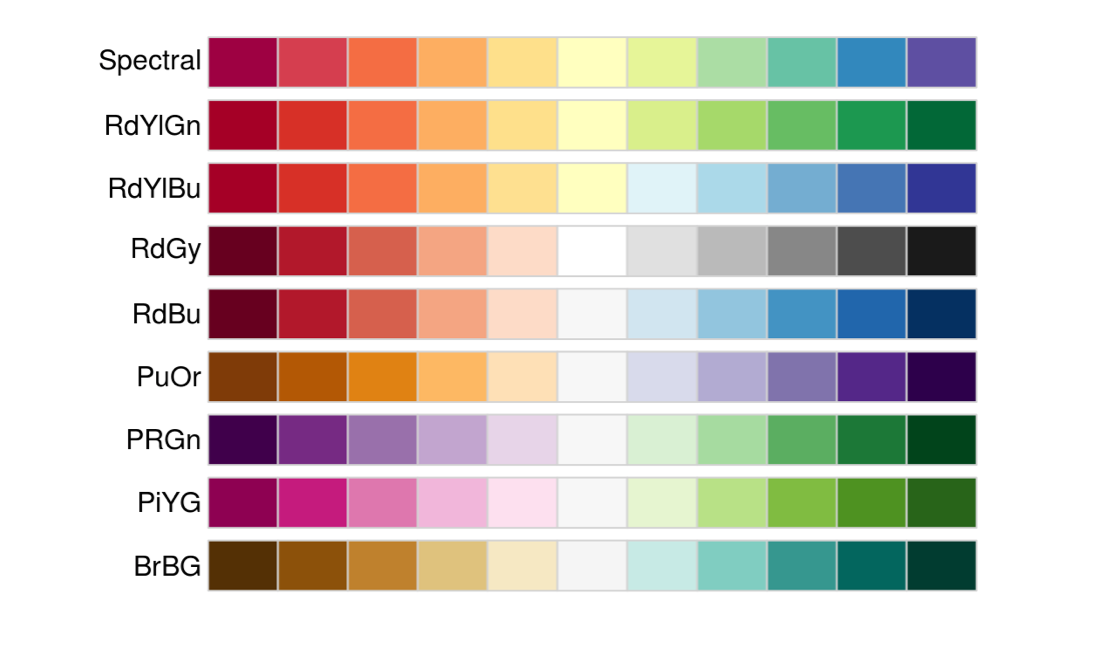 Spectral
RdYlGn
RdYlBu
RdGy
RdBu
PuOr
PRGn
PiYG
BrBG